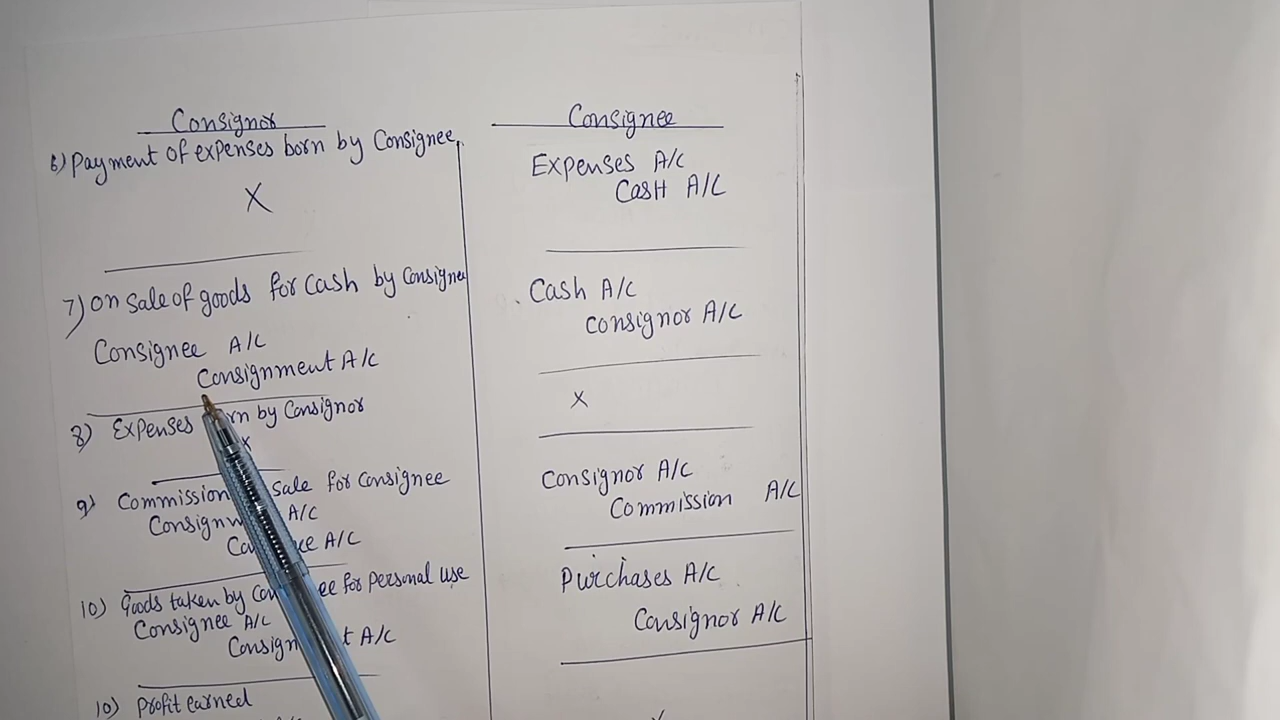 Consignor
6) Payment of expenses born by Consignee
X
7) on sale of goods for cash by Consignee
Consignee A/C
Consignment A/C
8) Expenses by Consignor
X
9) Commission sale for Consignee
A/C
A/C
10) Goods taken by for personal use
Consignee A/C
A/C
10) Profit earned
Consignee
Expenses A/C
Cash A/C
Cash A/C
Consignor A/C
X
Consignor A/C
Commission A/C
Purchases A/C
Consignor A/C